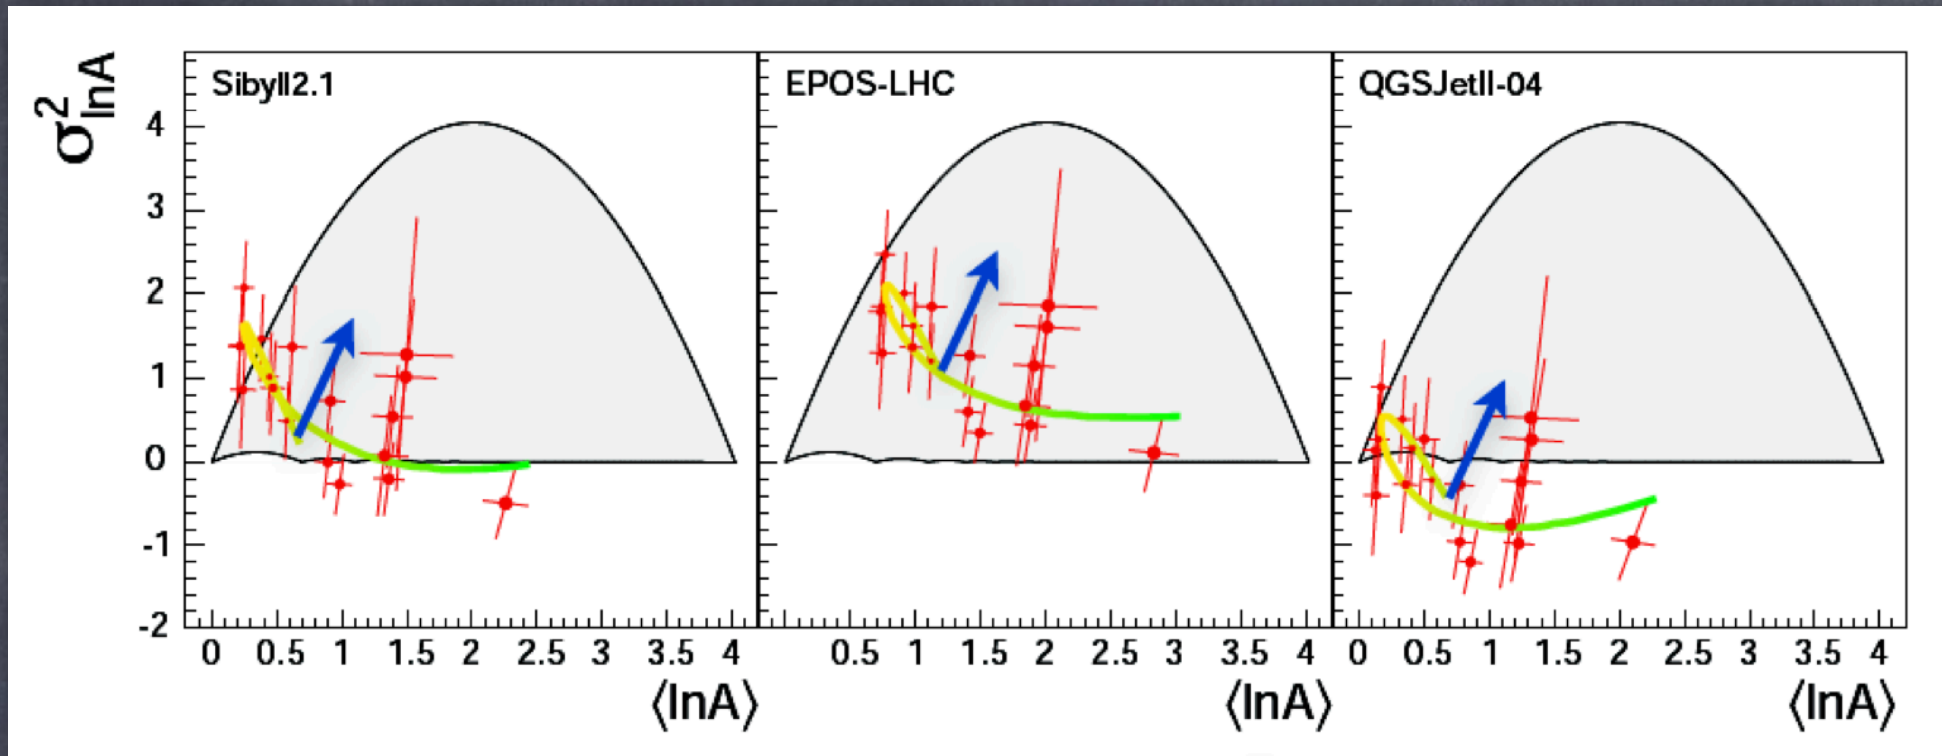 σ²lnA
Sibyll2.1
EPOS-LHC
QGSJetII-04
4
3
2
1
0
-1
-2
0 0.5 1 1.5 2 2.5 3 3.5 4
0.5 1 1.5 2 2.5 3 3.5 4
0 0.5 1 1.5 2 2.5 3 3.5 4
⟨lnA⟩
⟨lnA⟩
⟨lnA⟩